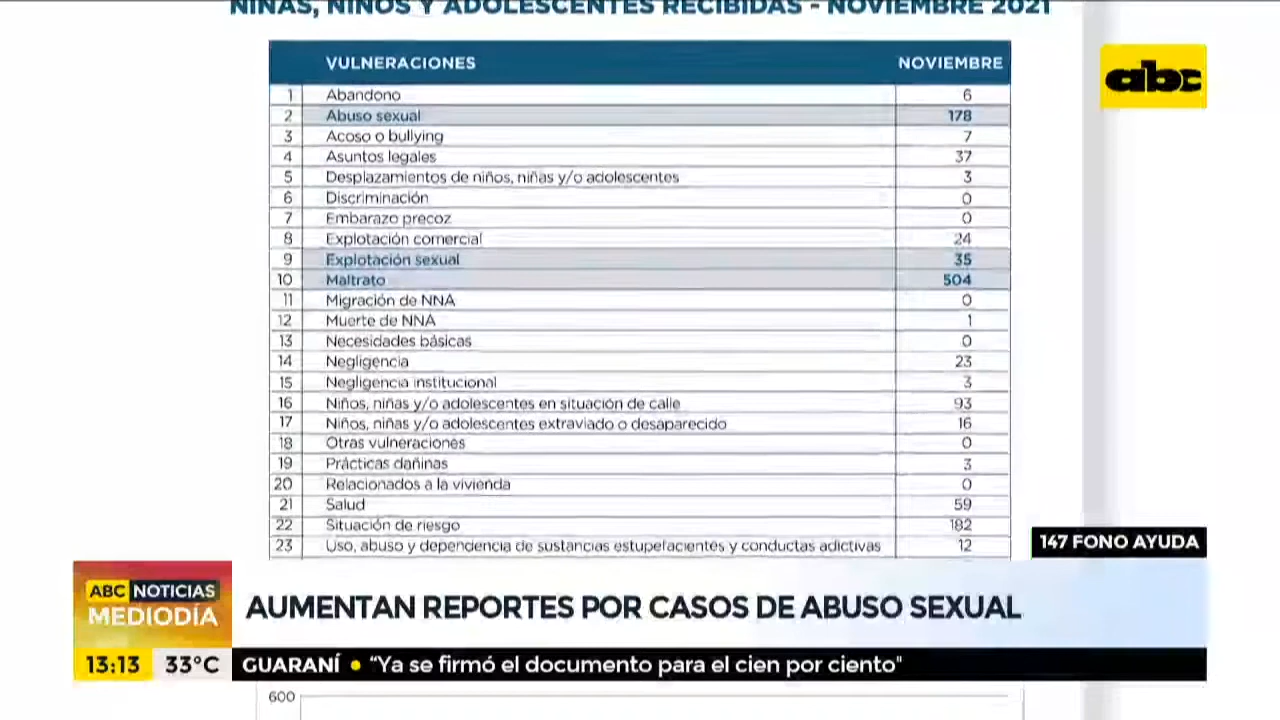 NIÑAS, NIÑOS Y ADOLESCENTES RECIBIDAS - NOVIEMBRE 2021
VULNERACIONES NOVIEMBRE
abc
1 Abandono 6
2 Abuso sexual 178
3 Acoso o bullying 7
4 Asuntos legales 37
5 Desplazamientos de niños, niñas y/o adolescentes 3
6 Discriminación 0
7 Embarazo precoz 0
8 Explotación comercial 24
9 Explotación sexual 35
10 Maltrato 504
11 Migración de NNA 0
12 Muerte de NNA 1
13 Necesidades básicas 0
14 Negligencia 23
15 Negligencia institucional 3
16 Niños, niñas y/o adolescentes en situación de calle 93
17 Niños, niñas y/o adolescentes extraviado o desaparecido 16
18 Otras vulneraciones 0
19 Prácticas dañinas 3
20 Relacionados a la vivienda 0
21 Salud 59
22 Situación de riesgo 182
23 Uso, abuso y dependencia de sustancias estupefacientes y conductas adictivas 12
147 FONO AYUDA
ABC NOTICIAS
MEDIODÍA
AUMENTAN REPORTES POR CASOS DE ABUSO SEXUAL
13:13 33°C GUARANÍ • "Ya se firmó el documento para el cien por ciento"
600